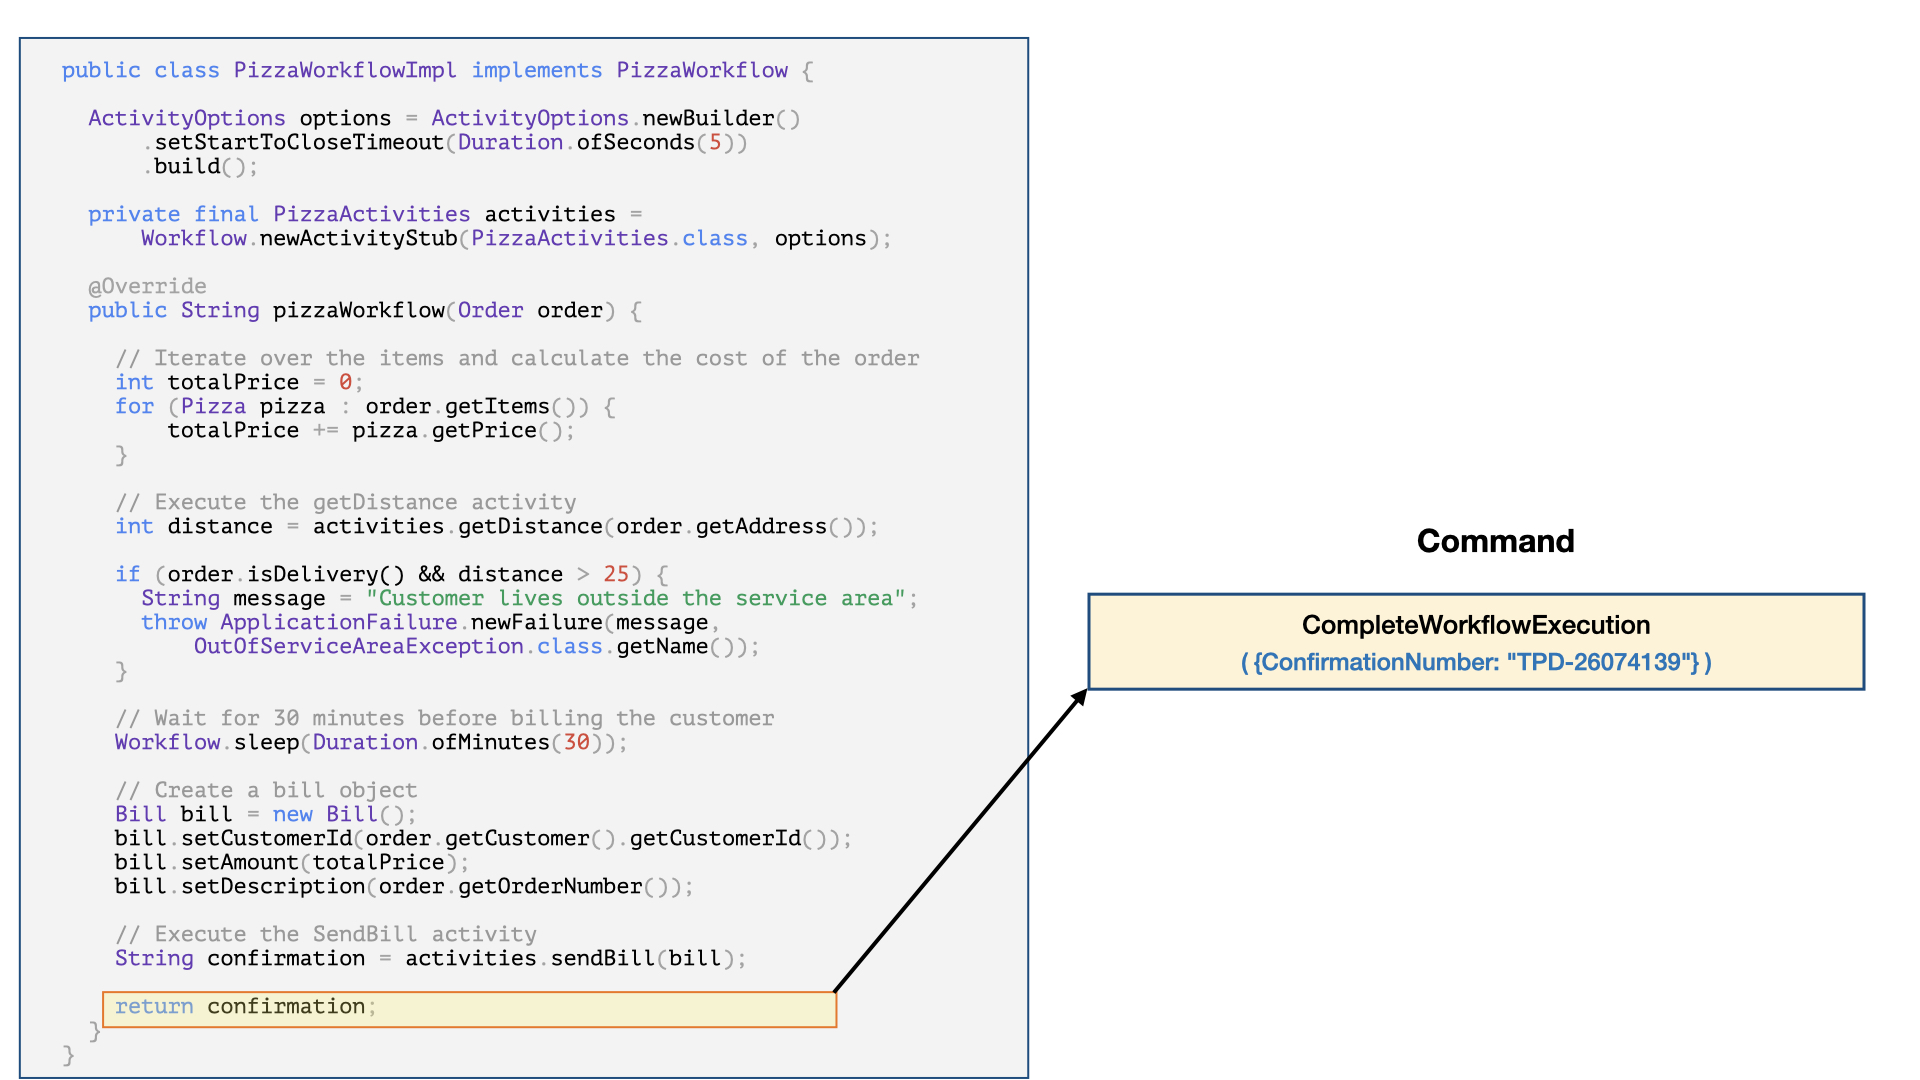 public class PizzaWorkflowImpl implements PizzaWorkflow {
ActivityOptions options = ActivityOptions.newBuilder()
.setStartToCloseTimeout(Duration.ofSeconds(5))
.build();
private final PizzaActivities activities =
Workflow.newActivityStub(PizzaActivities.class, options);
@Override
public String pizzaWorkflow(Order order) {
// Iterate over the items and calculate the cost of the order
int totalPrice = 0;
for (Pizza pizza : order.getItems()) {
totalPrice += pizza.getPrice();
}
// Execute the getDistance activity
int distance = activities.getDistance(order.getAddress());
if (order.isDelivery() && distance > 25) {
String message = "Customer lives outside the service area";
throw ApplicationFailure.newFailure(message,
OutOfServiceAreaException.class.getName());
}
// Wait for 30 minutes before billing the customer
Workflow.sleep(Duration.ofMinutes(30));
// Create a bill object
Bill bill = new Bill();
bill.setCustomerId(order.getCustomer().getCustomerId());
bill.setAmount(totalPrice);
bill.setDescription(order.getOrderNumber());
// Execute the SendBill activity
String confirmation = activities.sendBill(bill);
return confirmation;
}
}
Command
CompleteWorkflowExecution
( {ConfirmationNumber: "TPD-26074139"} )